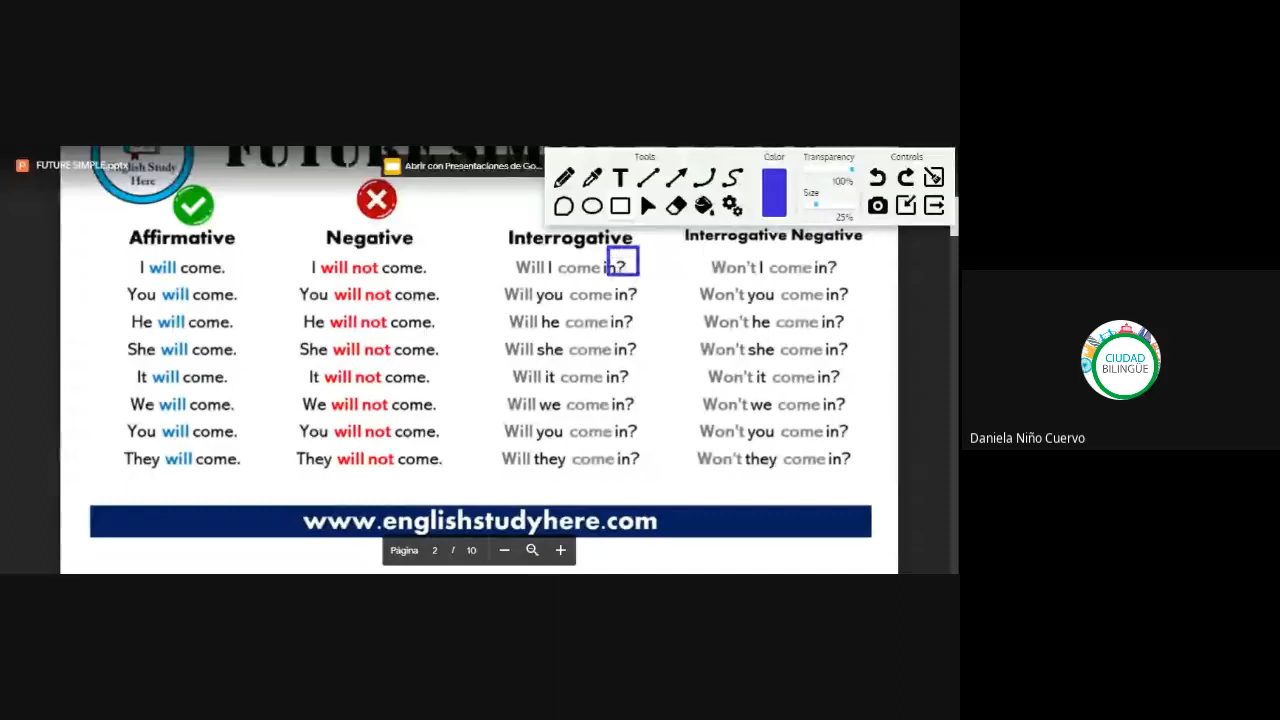 FUTURE SIMPLE
FUTURE SIMPLE.pptx
Abrir con Presentaciones de Go...
English Study
Here
Tools
Color
Transparency
Controls
100%
Size
25%
T
Affirmative
Negative
Interrogative
Interrogative Negative
I will come.
I will not come.
Will I come in?
Won't I come in?
You will come.
You will not come.
Will you come in?
Won't you come in?
He will come.
He will not come.
Will he come in?
Won't he come in?
She will come.
She will not come.
Will she come in?
Won't she come in?
It will come.
It will not come.
Will it come in?
Won't it come in?
We will come.
We will not come.
Will we come in?
Won't we come in?
You will come.
You will not come.
Will you come in?
Won't you come in?
They will come.
They will not come.
Will they come in?
Won't they come in?
www.englishstudyhere.com
Página 2 / 10
CIUDAD
BILINGÜE
Daniela Niño Cuervo